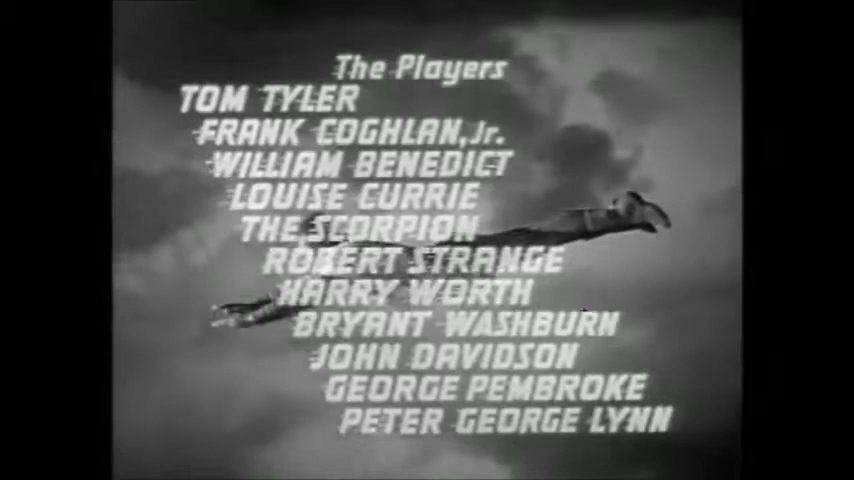 The Players
TOM TYLER
FRANK COGHLAN, Jr.
WILLIAM BENEDICT
LOUISE CURRIE
THE SCORPION
ROBERT STRANGE
HARRY WORTH
BRYANT WASHBURN
JOHN DAVIDSON
GEORGE PEMBROKE
PETER GEORGE LYNN